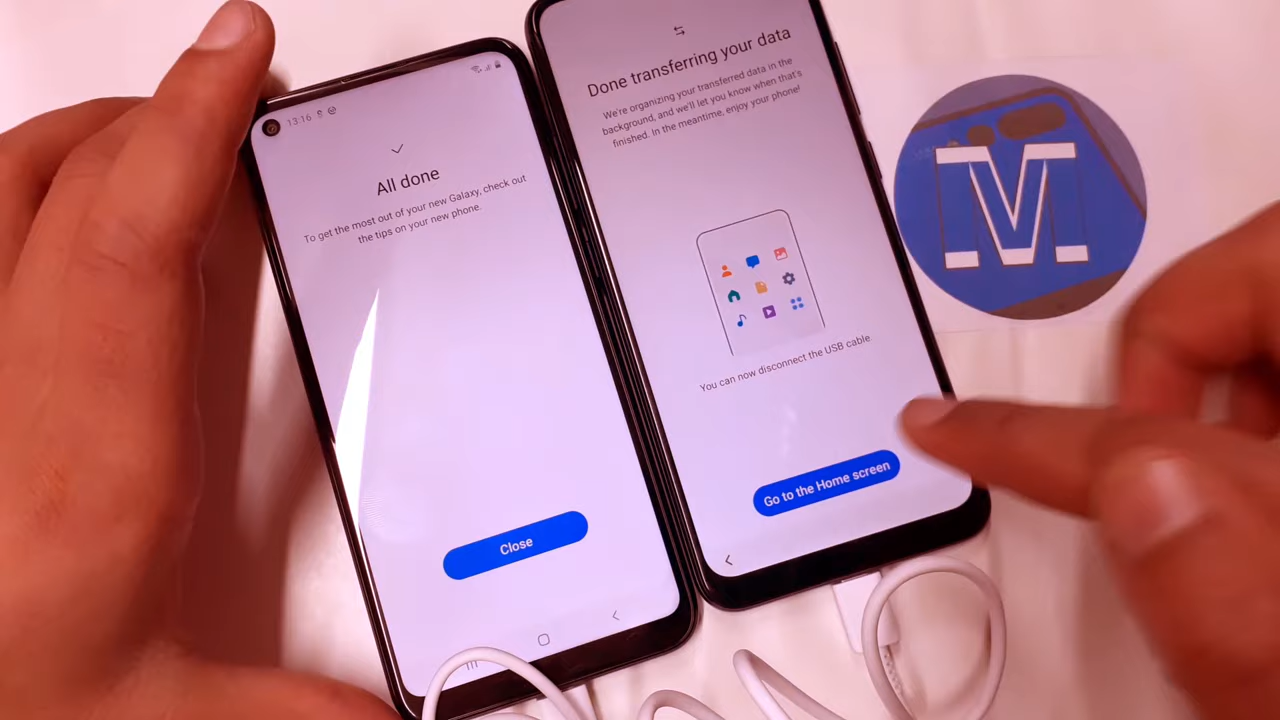 13:16
All done
To get the most out of your new Galaxy, check out
the tips on your new phone.
Close
Done transferring your data
We're organizing your transferred data in the
background, and we'll let you know when that's
finished. In the meantime, enjoy your phone!
You can now disconnect the USB cable.
Go to the Home screen
M